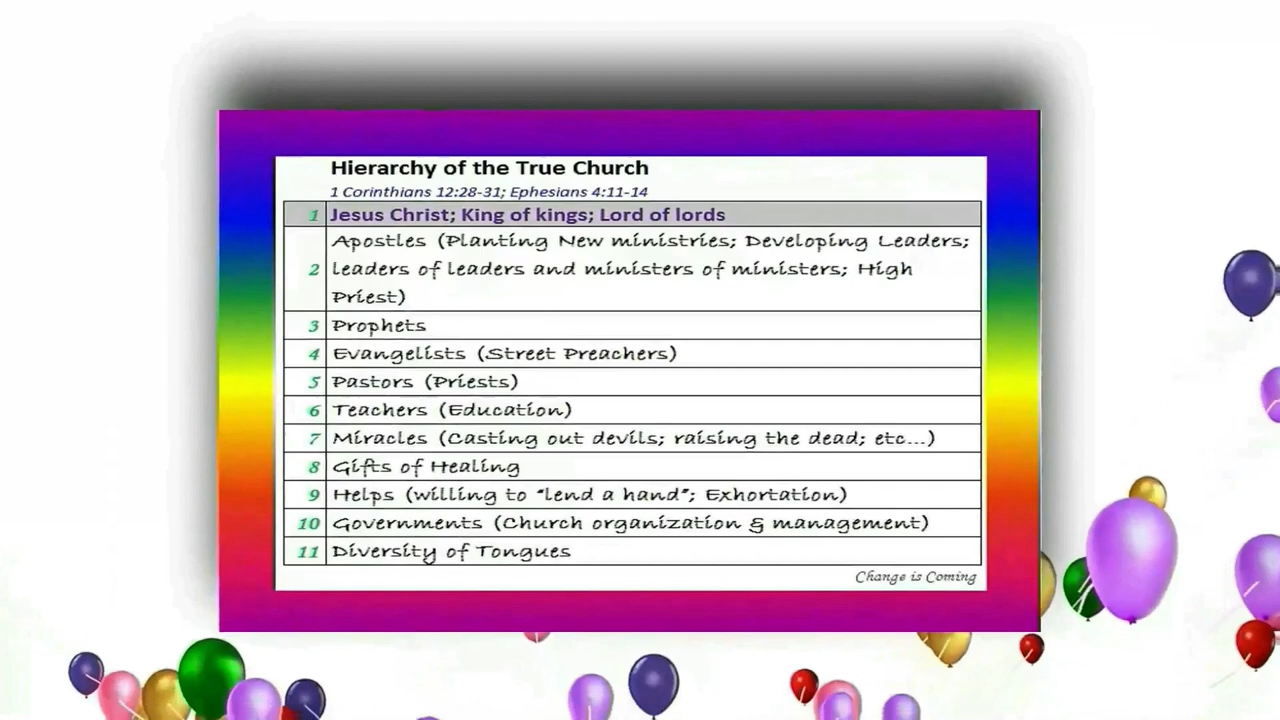 Hierarchy of the True Church
1 Corinthians 12:28-31; Ephesians 4:11-14
1 Jesus Christ; King of kings; Lord of lords
Apostles (Planting New ministries; Developing Leaders;
2 leaders of leaders and ministers of ministers; High
Priest)
3 Prophets
4 Evangelists (Street Preachers)
5 Pastors (Priests)
6 Teachers (Education)
7 Miracles (Casting out devils; raising the dead; etc...)
8 Gifts of Healing
9 Helps (willing to "lend a hand"; Exhortation)
10 Governments (Church organization & management)
11 Diversity of Tongues
Change is Coming